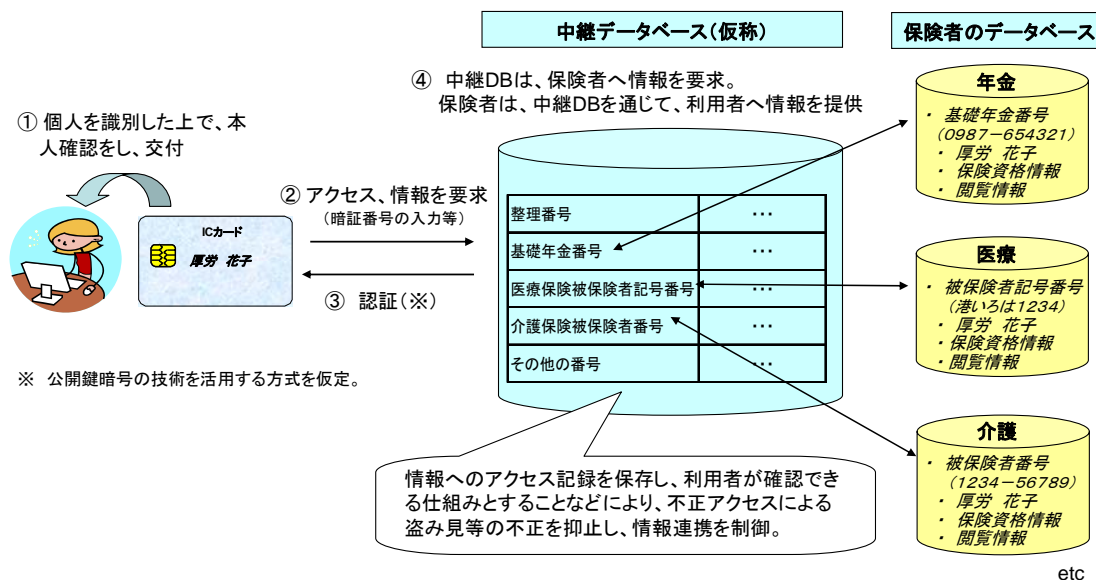 中継データベース(仮称)
保険者のデータベース
④ 中継DBは、保険者へ情報を要求。
保険者は、中継DBを通じて、利用者へ情報を提供
① 個人を識別した上で、本
人確認をし、交付
ICカード
厚労 花子
② アクセス、情報を要求
(暗証番号の入力等)
③ 認証(※)
※ 公開鍵暗号の技術を活用する方式を仮定。
整理番号 …
基礎年金番号 …
医療保険被保険者記号番号 …
介護保険被保険者番号 …
その他の番号 …
情報へのアクセス記録を保存し、利用者が確認でき
る仕組みとすることなどにより、不正アクセスによる
盗み見等の不正を抑止し、情報連携を制御。
年金
・ 基礎年金番号
(0987-654321)
・ 厚労 花子
・ 保険資格情報
・ 閲覧情報
医療
・ 被保険者記号番号
(港いろは1234)
・ 厚労 花子
・ 保険資格情報
・ 閲覧情報
介護
・ 被保険者番号
(1234-56789)
・ 厚労 花子
・ 保険資格情報
・ 閲覧情報
etc